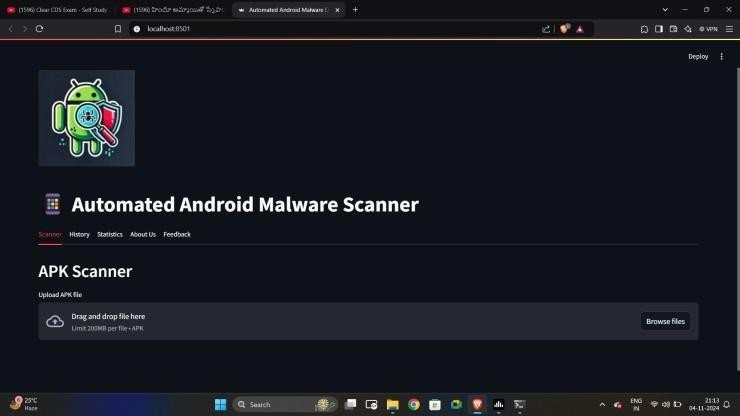 (1596) Clear CDS Exam - Self Study
(1596) హిందూ అమ్మాయితో స్నేహం
Automated Android Malware D
localhost:8501
VPN
Deploy
Automated Android Malware Scanner
Scanner History Statistics About Us Feedback
APK Scanner
Upload APK file
Drag and drop file here
Limit 200MB per file • APK
Browse files
25°C
Haze
Search
ENG
IN
21:13
04-11-2024